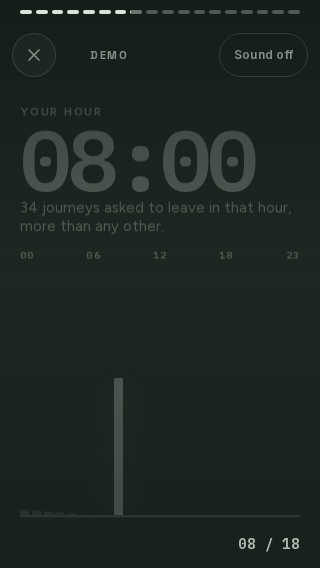 DEMO
Sound off
YOUR HOUR
08:00
34 journeys asked to leave in that hour,
more than any other.
00 06 12 18 23
08 / 18